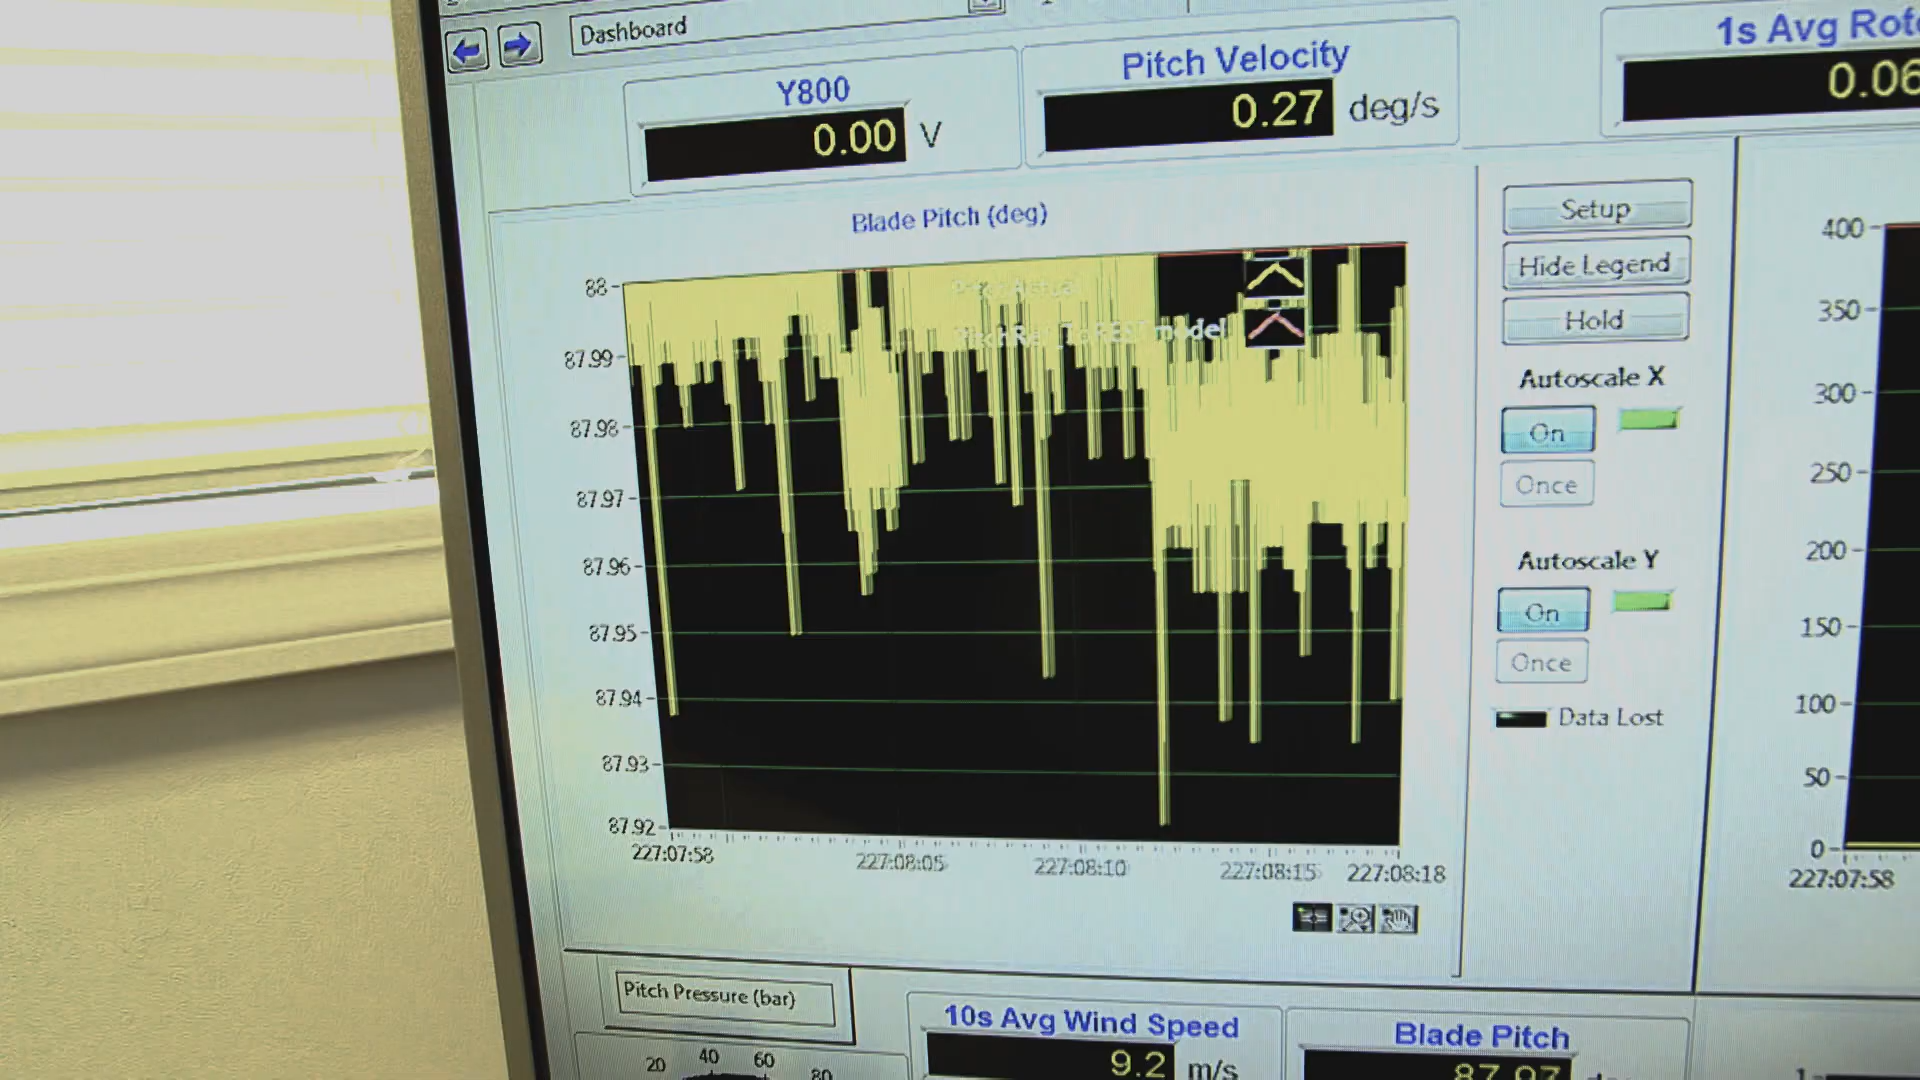 Dashboard
Y800
0.00 V
Pitch Velocity
0.27 deg/s
1s Avg
0.06
Blade Pitch (deg)
model
88
87.99
87.98
87.97
87.96
87.95
87.94
87.93
87.92
227:07:58
227:08:05
227:08:10
227:08:15
227:08:18
Setup
Hide Legend
Hold
Autoscale X
On
Once
Autoscale Y
On
Once
Data Lost
400
350
300
250
200
150
100
50
0
227:07:58
Pitch Pressure (bar)
20
40
60
80
10s Avg Wind Speed
9.2 m/s
Blade Pitch
87.97